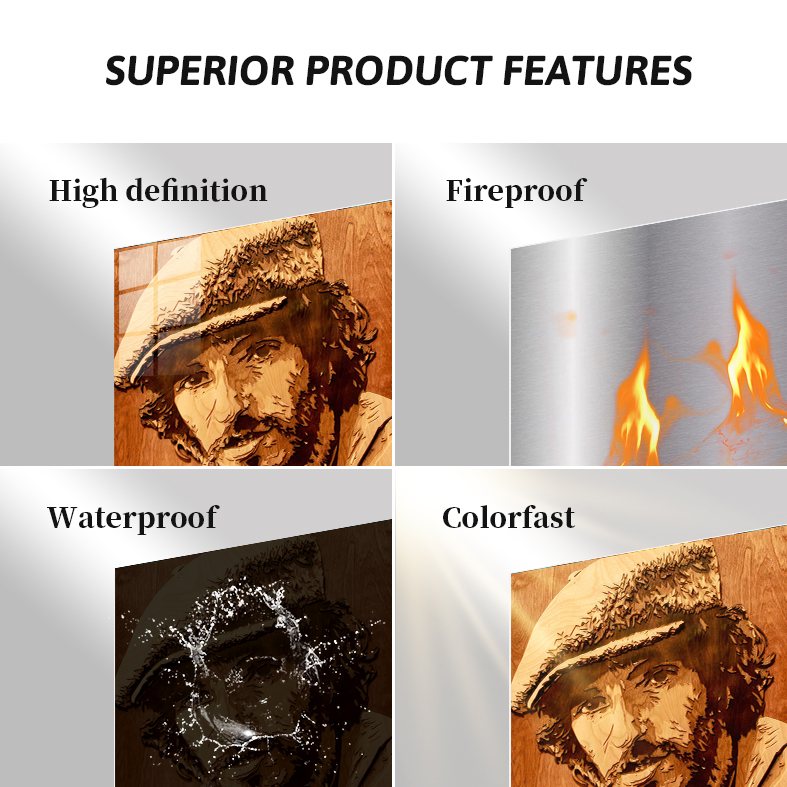 SUPERIOR PRODUCT FEATURES
High definition
Fireproof
Waterproof
Colorfast